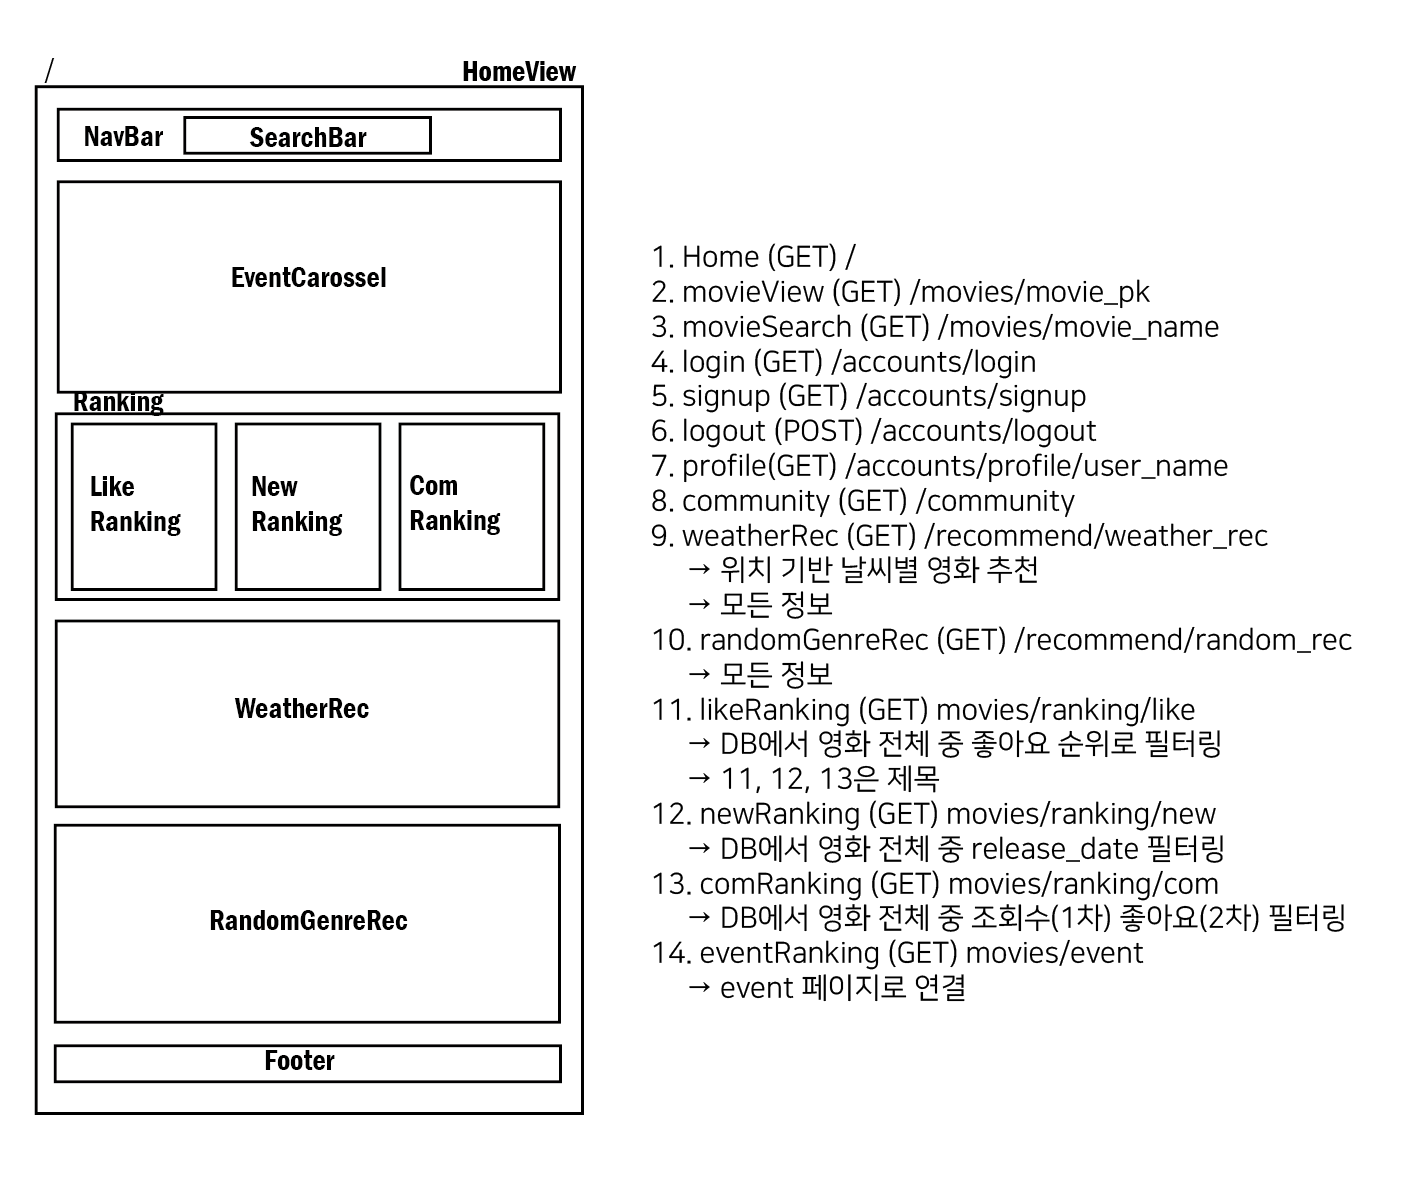 /
HomeView
NavBar
SearchBar
EventCarossel
Ranking
Like
Ranking
New
Ranking
Com
Ranking
WeatherRec
RandomGenreRec
Footer
1. Home (GET) /
2. movieView (GET) /movies/movie_pk
3. movieSearch (GET) /movies/movie_name
4. login (GET) /accounts/login
5. signup (GET) /accounts/signup
6. logout (POST) /accounts/logout
7. profile(GET) /accounts/profile/user_name
8. community (GET) /community
9. weatherRec (GET) /recommend/weather_rec
→ 위치 기반 날씨별 영화 추천
→ 모든 정보
10. randomGenreRec (GET) /recommend/random_rec
→ 모든 정보
11. likeRanking (GET) movies/ranking/like
→ DB에서 영화 전체 중 좋아요 순위로 필터링
→ 11, 12, 13은 제목
12. newRanking (GET) movies/ranking/new
→ DB에서 영화 전체 중 release_date 필터링
13. comRanking (GET) movies/ranking/com
→ DB에서 영화 전체 중 조회수(1차) 좋아요(2차) 필터링
14. eventRanking (GET) movies/event
→ event 페이지로 연결